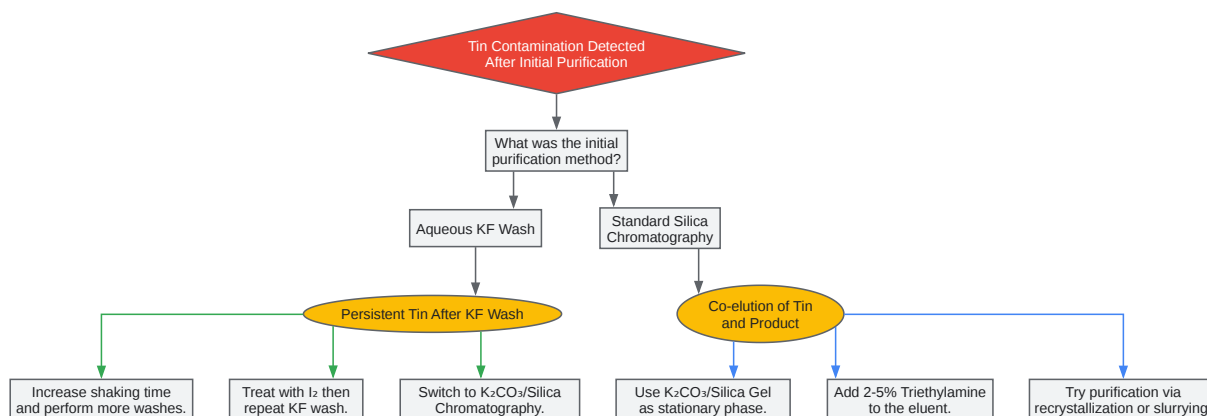 Tin Contamination Detected
After Initial Purification
What was the initial
purification method?
Aqueous KF Wash
Standard Silica
Chromatography
Persistent Tin After KF Wash
Co-elution of Tin
and Product
Increase shaking time
and perform more washes.
Treat with I₂ then
repeat KF wash.
Switch to K₂CO₃/Silica
Chromatography.
Use K₂CO₃/Silica Gel
as stationary phase.
Add 2-5% Triethylamine
to the eluent.
Try purification via
recrystallization or slurrying.